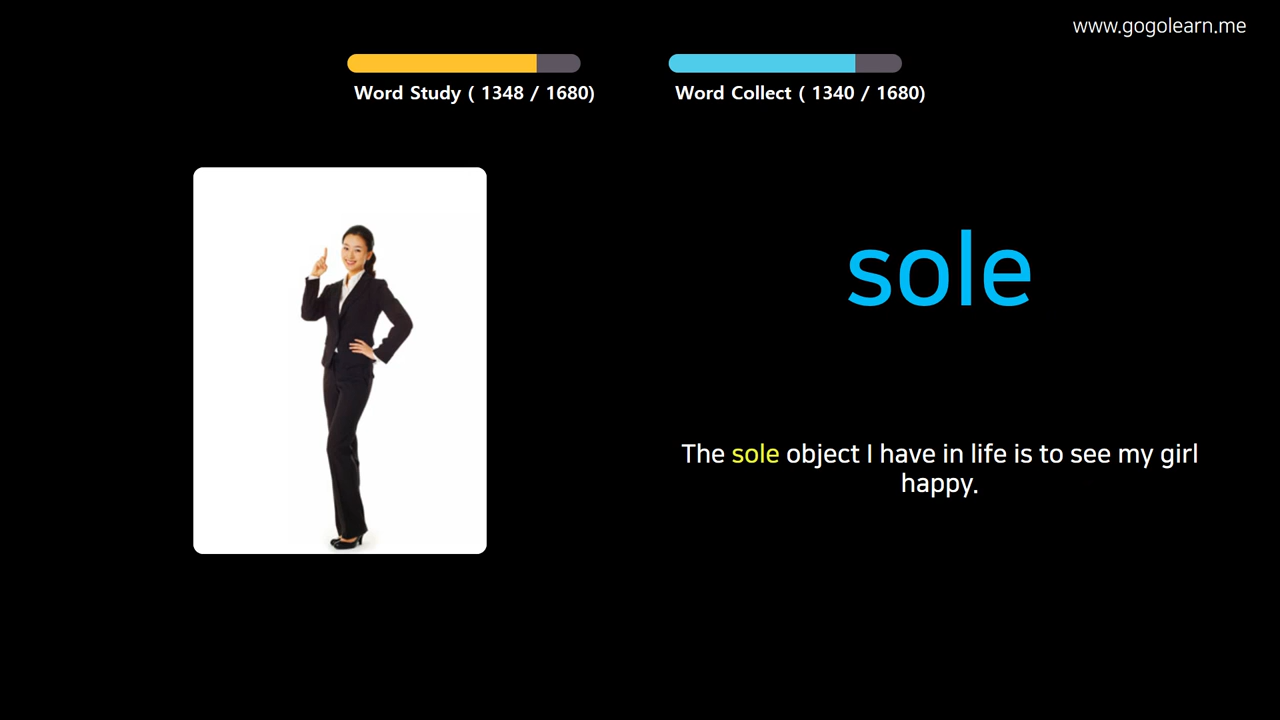 www.gogolearn.me
Word Study ( 1348 / 1680)
Word Collect ( 1340 / 1680)
sole
The sole object I have in life is to see my girl
happy.